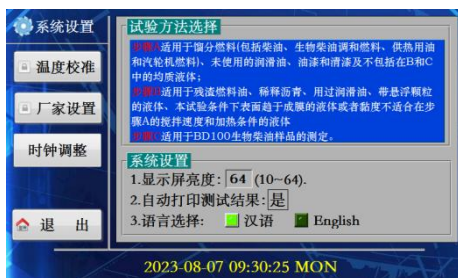 系统设置
温度校准
厂家设置
时钟调整
退 出
试验方法选择
步骤A适用于馏分燃料(包括柴油、生物柴油调和燃料、供热用油
和汽轮机燃料)、未使用的润滑油、油漆和清漆及不包括在B和C
中的均质液体;
步骤B适用于残渣燃料油、稀释沥青、用过润滑油、带悬浮颗粒
的液体、本试验条件下表面趋于成膜的液体或者黏度不适合在步
骤A的搅拌速度和加热条件的液体
步骤C适用于BD100生物柴油样品的测定。
系统设置
1.显示屏亮度: 64 (10~64).
2.自动打印测试结果: 是
3.语言选择: 汉语 English
2023-08-07 09:30:25 MON